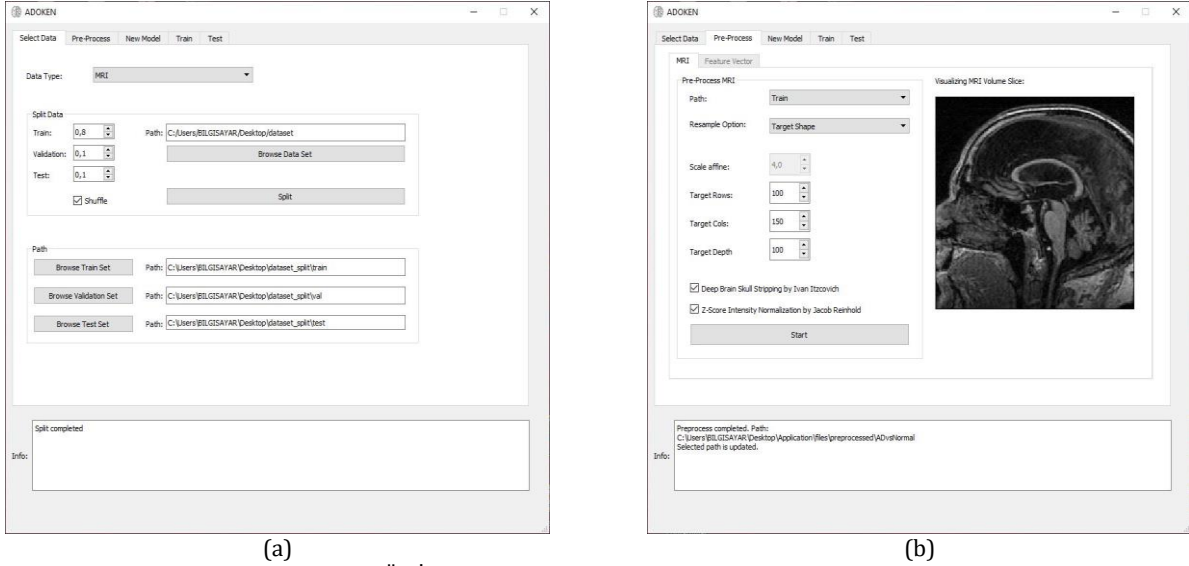 ADOKEN
Select Data Pre-Process New Model Train Test
Data Type: MRI
Split Data
Train: 0,8 Path: C:/Users/BILGISAYAR/Desktop/dataset
Validation: 0,1 Browse Data Set
Test: 0,1
Shuffle Split
Path
Browse Train Set Path: C:\Users\BILGISAYAR\Desktop\dataset_split\train
Browse Validation Set Path: C:\Users\BILGISAYAR\Desktop\dataset_split\val
Browse Test Set Path: C:\Users\BILGISAYAR\Desktop\dataset_split\test
Split completed
Info:
(a)
ADOKEN
Select Data Pre-Process New Model Train Test
MRI Feature Vector
Pre-Process MRI Visualizing MRI Volume Slice:
Path: Train
Resample Option: Target Shape
Scale affine: 4,0
Target Rows: 100
Target Cols: 150
Target Depth 100
Deep Brain Skull Stripping by Ivan Itzcovich
Z-Score Intensity Normalization by Jacob Reinhold
Start
Preprocess completed. Path:
C:\Users\BILGISAYAR\Desktop\Application\files\preprocessed\ADvsNormal
Selected path is updated.
Info:
(b)